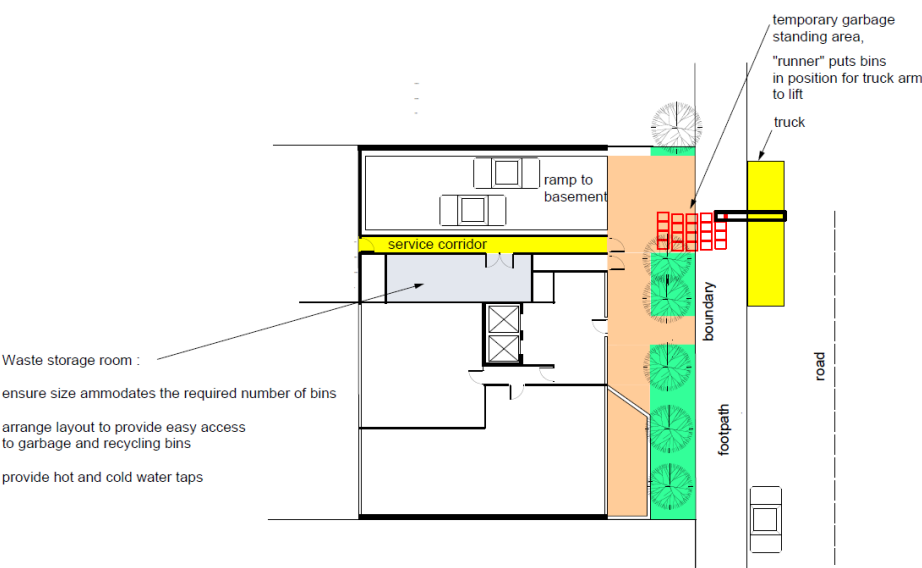 temporary garbage
standing area,
"runner" puts bins
in position for truck arm
to lift
truck
ramp to
basement
service corridor
boundary
road
footpath
Waste storage room :
ensure size ammodates the required number of bins
arrange layout to provide easy access
to garbage and recycling bins
provide hot and cold water taps